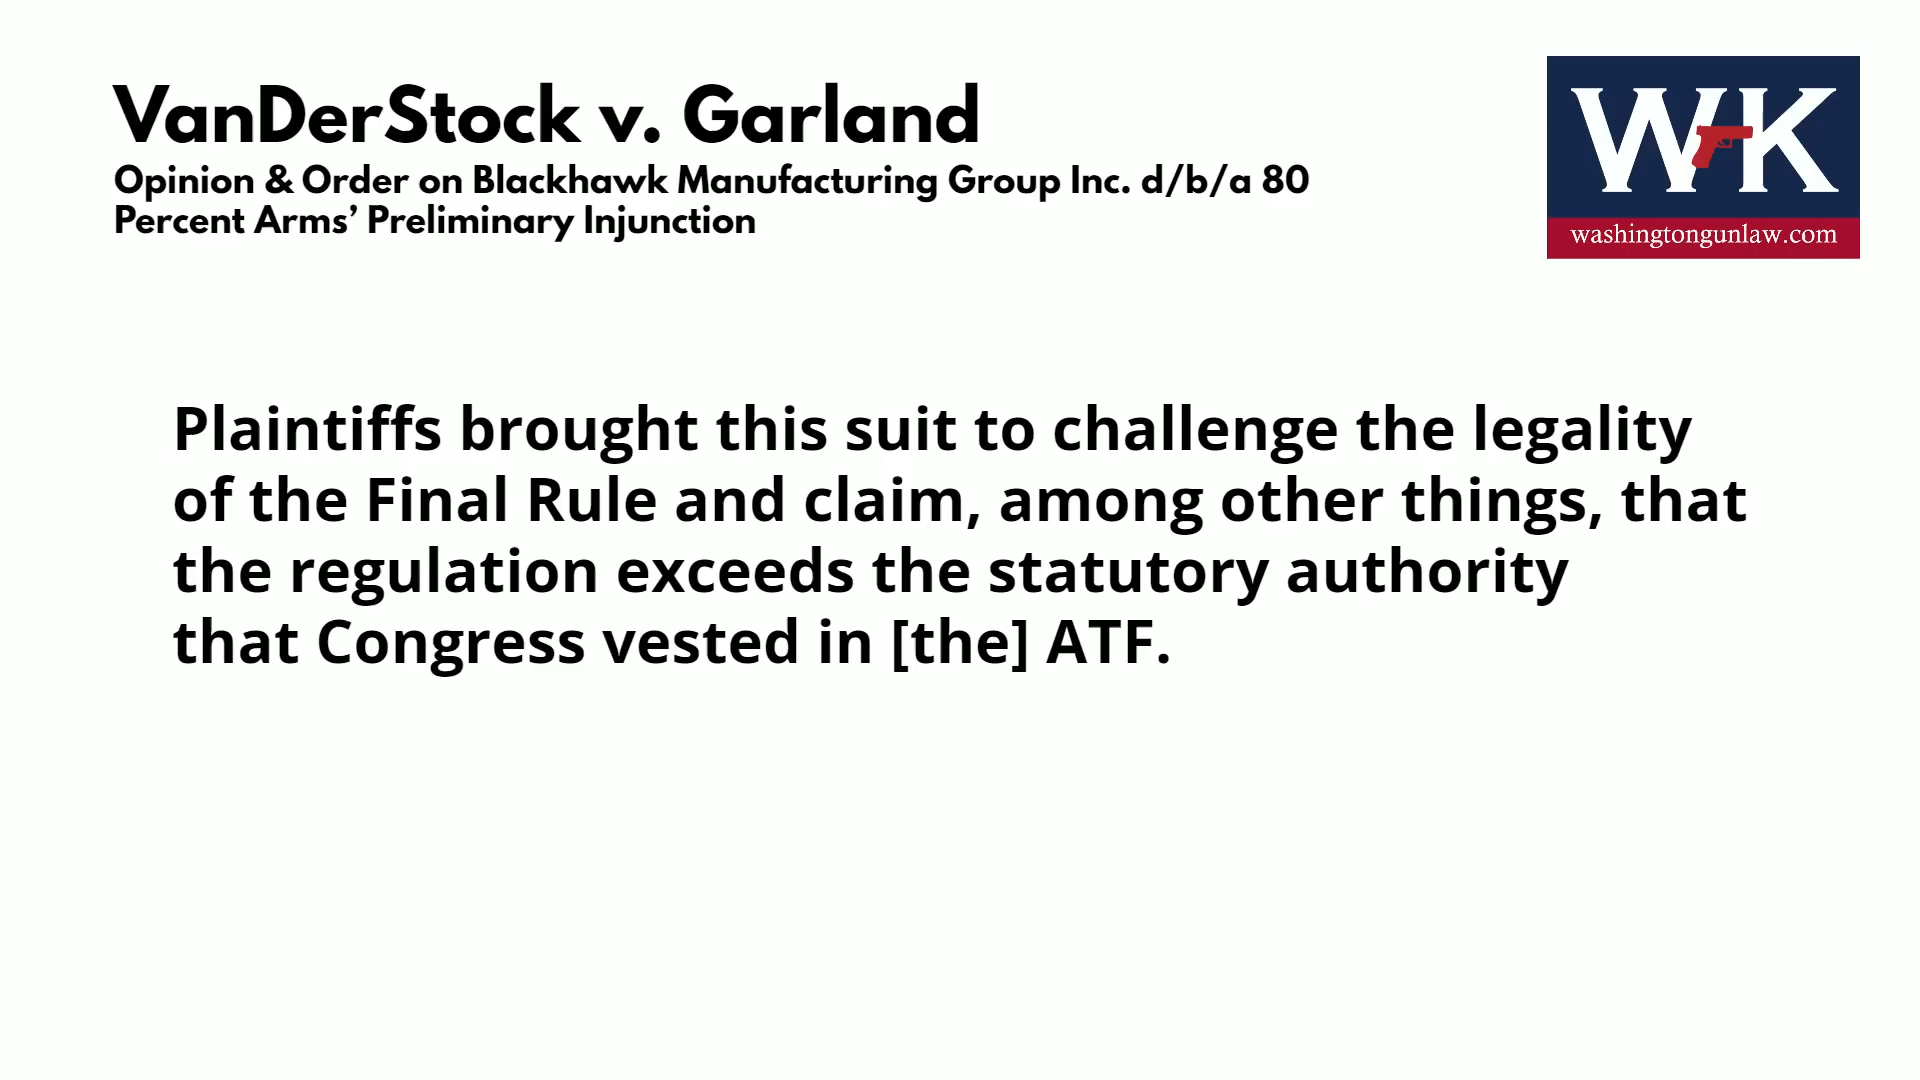 VanDerStock v. Garland
Opinion & Order on Blackhawk Manufacturing Group Inc. d/b/a 80
Percent Arms’ Preliminary Injunction
WK
washingtongunlaw.com
Plaintiffs brought this suit to challenge the legality
of the Final Rule and claim, among other things, that
the regulation exceeds the statutory authority
that Congress vested in [the] ATF.